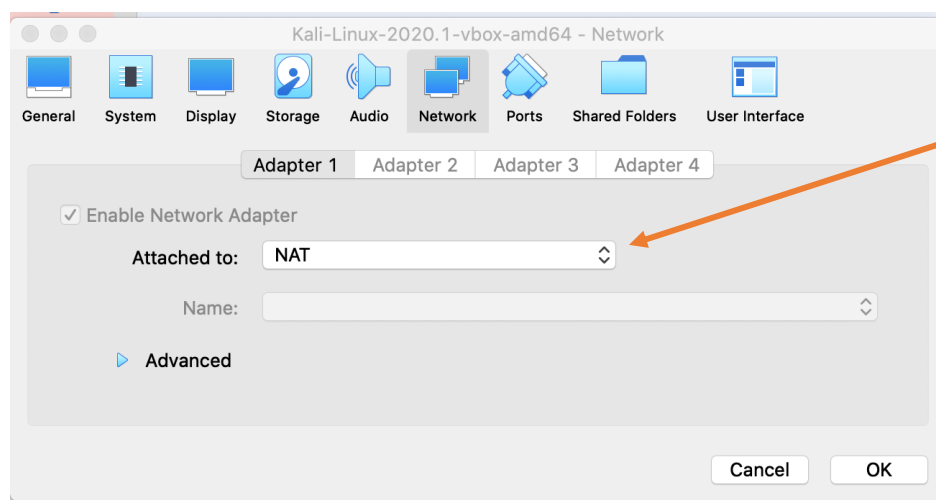 Kali-Linux-2020.1-vbox-amd64 - Network
General System Display Storage Audio Network Ports Shared Folders User Interface
Adapter 1 Adapter 2 Adapter 3 Adapter 4
Enable Network Adapter
Attached to: NAT
Name:
Advanced
Cancel OK